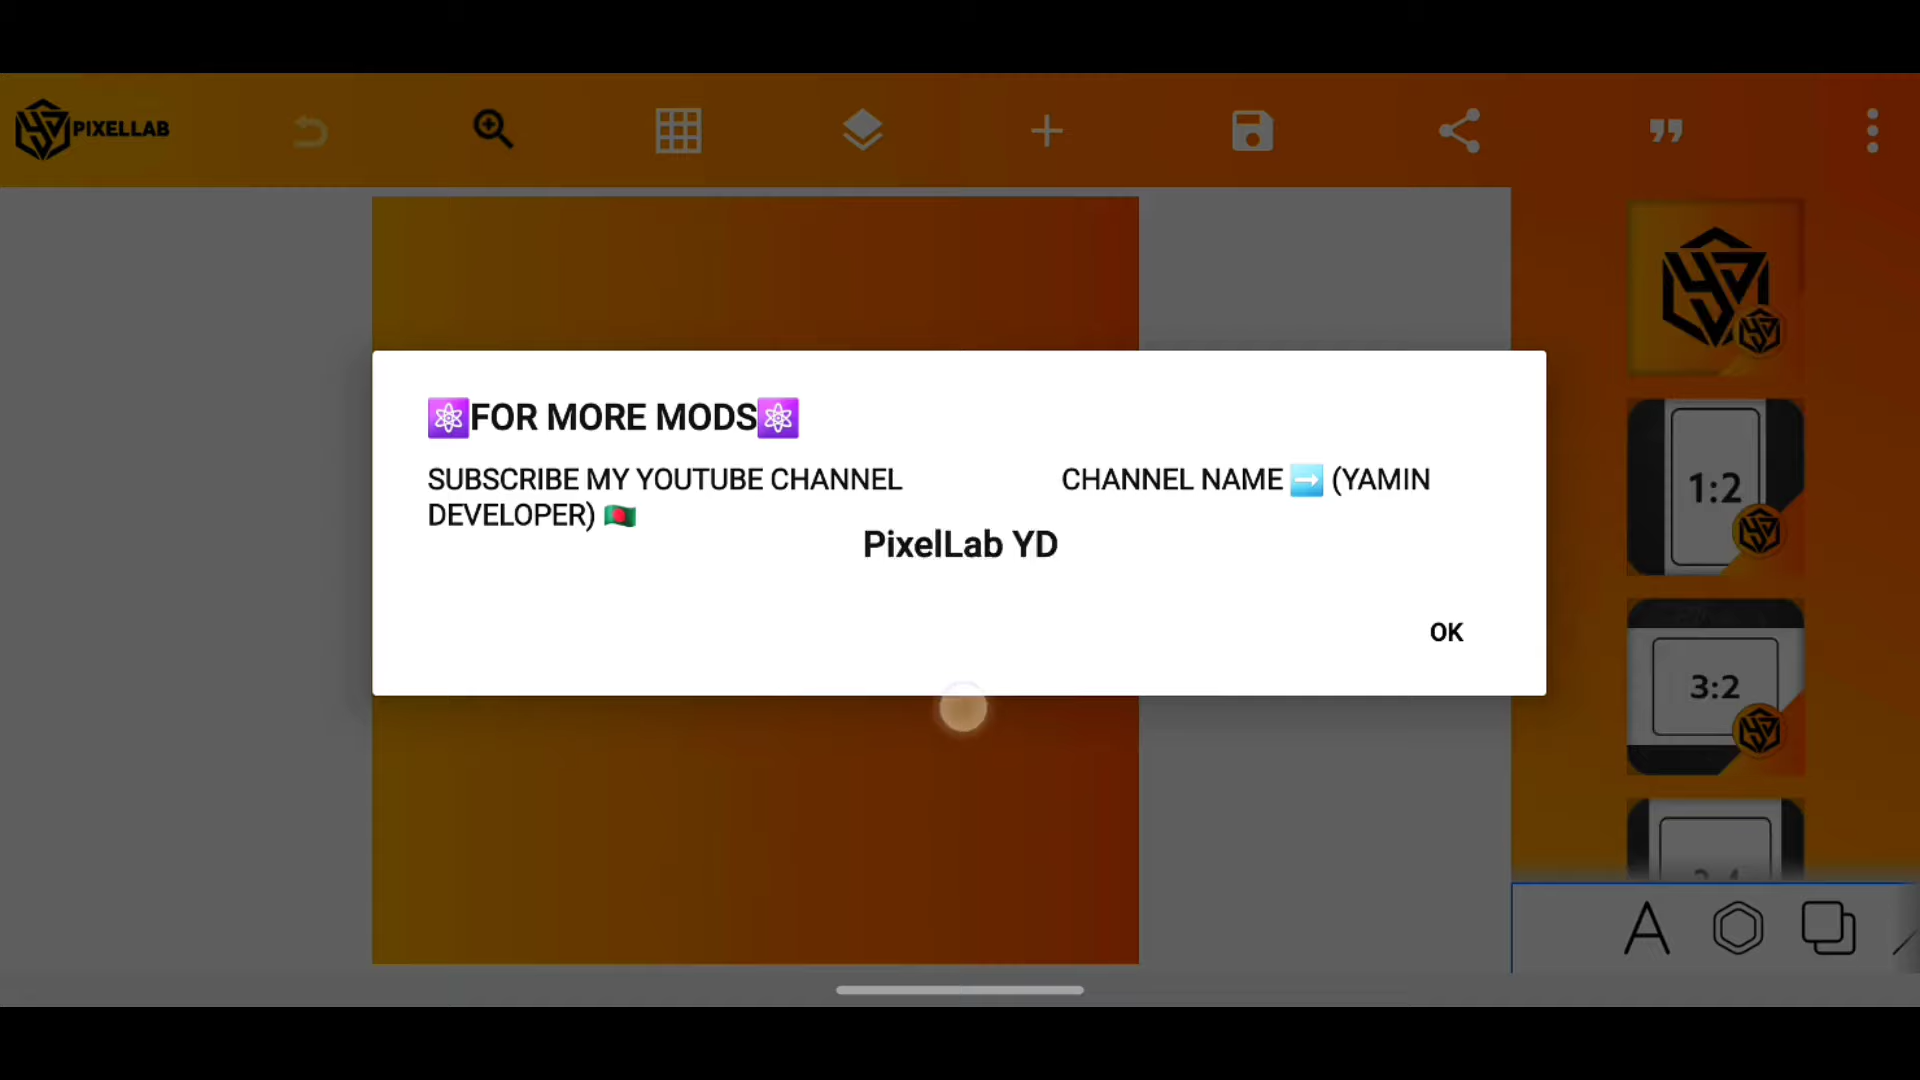 PIXELLAB
⚛️FOR MORE MODS⚛️
SUBSCRIBE MY YOUTUBE CHANNEL CHANNEL NAME ➡️ (YAMIN
DEVELOPER) 🇧🇩
PixelLab YD
OK
1:2
3:2